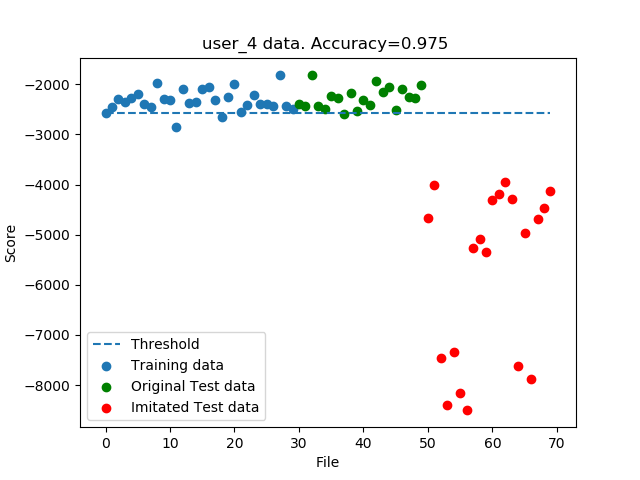 user_4 data. Accuracy=0.975
−2000
−3000
−4000
−5000
−6000
−7000
−8000
Score
Threshold
Training data
Original Test data
Imitated Test data
0 10 20 30 40 50 60 70
File